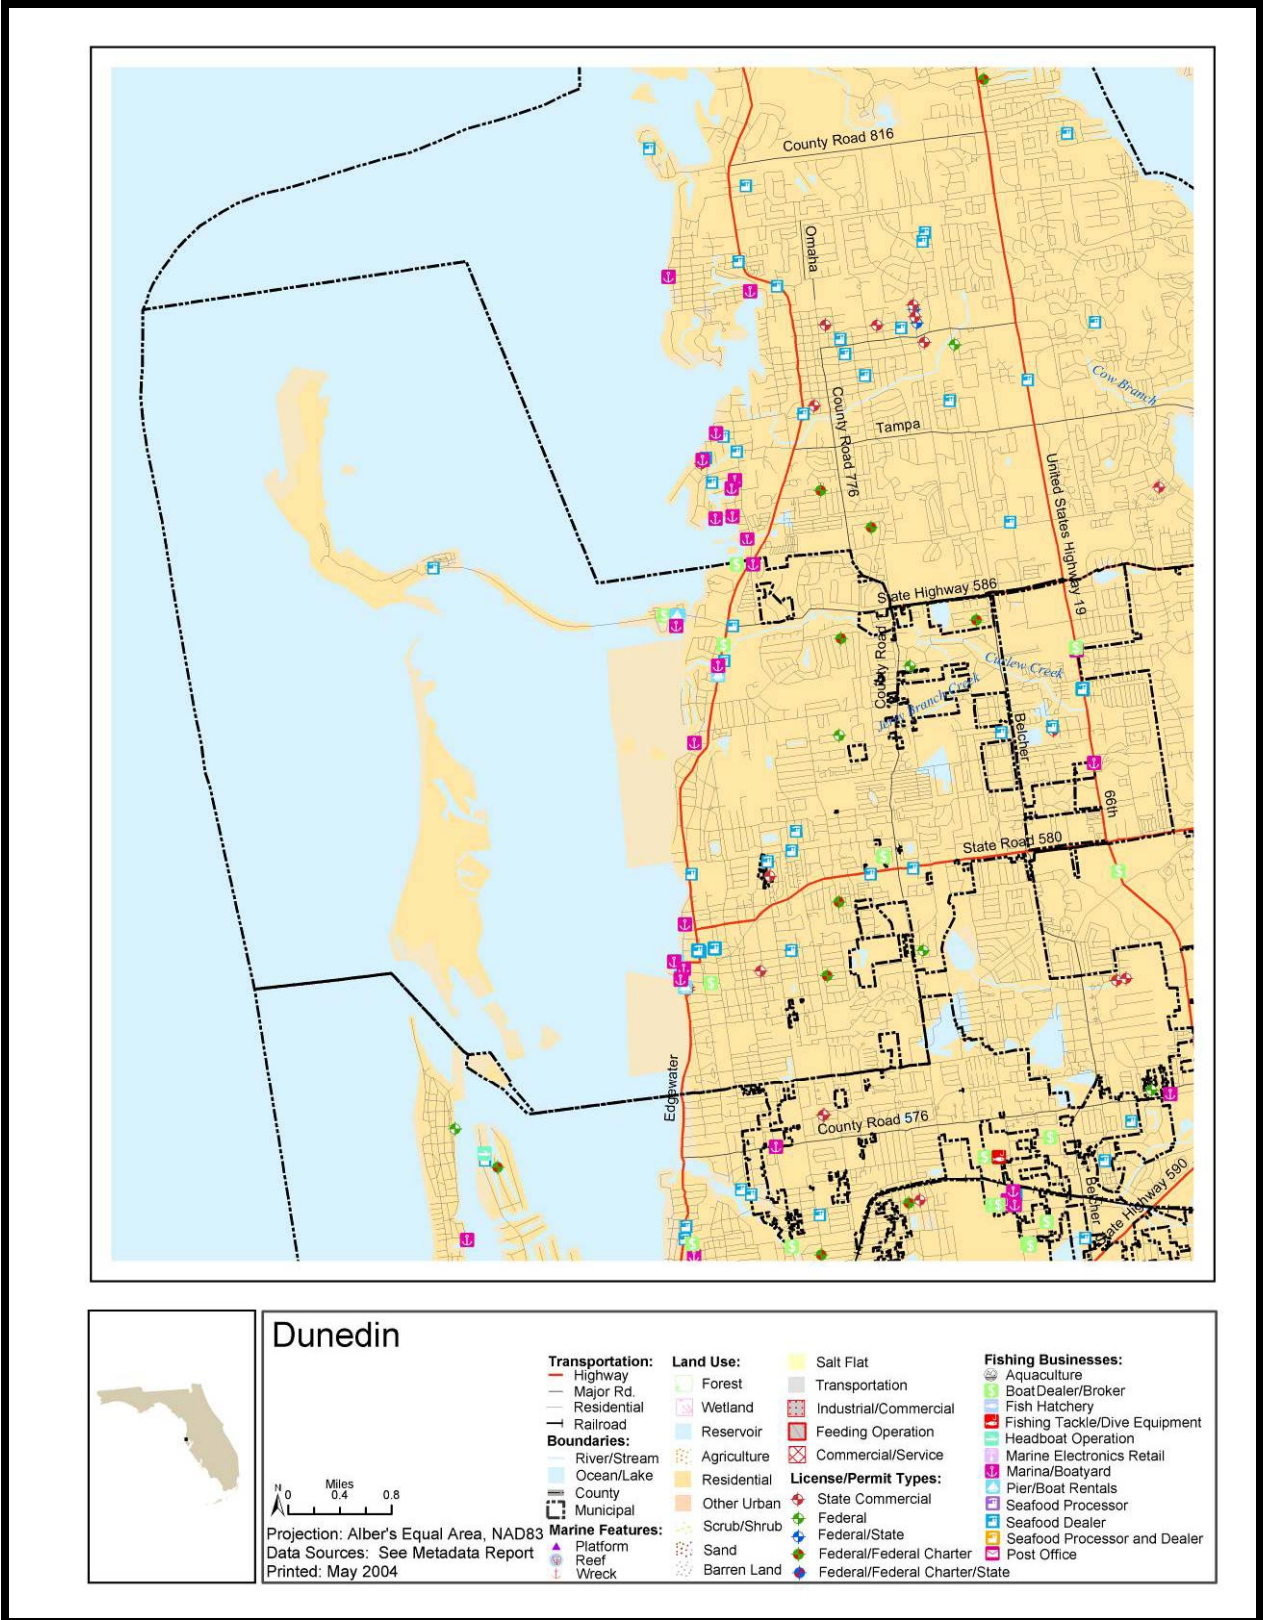 County Road 816
Omaha
Cow Branch
County Road 776
Tampa
United States Highway 19
State Highway 586
County Road 1
Curlew Creek
Jerry Branch Creek
Belcher
66th
State Road 580
Edgewater
County Road 576
Belcher
State Highway 590
Dunedin
N
Miles
0 0.4 0.8
Projection: Alber's Equal Area, NAD83
Data Sources: See Metadata Report
Printed: May 2004
Transportation:
Highway
Major Rd.
Residential
Railroad
Boundaries:
River/Stream
Ocean/Lake
County
Municipal
Marine Features:
Platform
Reef
Wreck
Land Use:
Forest
Wetland
Reservoir
Agriculture
Residential
Other Urban
Scrub/Shrub
Sand
Barren Land
Salt Flat
Transportation
Industrial/Commercial
Feeding Operation
Commercial/Service
License/Permit Types:
State Commercial
Federal
Federal/State
Federal/Federal Charter
Federal/Federal Charter/State
Fishing Businesses:
Aquaculture
Boat Dealer/Broker
Fish Hatchery
Fishing Tackle/Dive Equipment
Headboat Operation
Marine Electronics Retail
Marina/Boatyard
Pier/Boat Rentals
Seafood Processor
Seafood Dealer
Seafood Processor and Dealer
Post Office